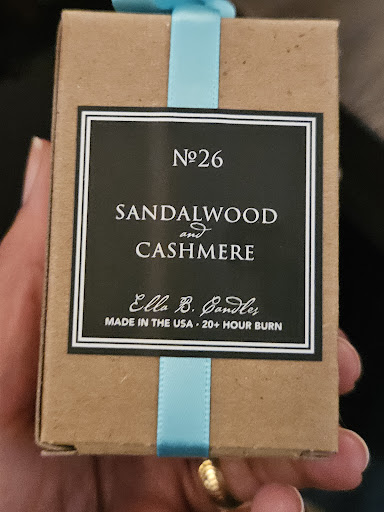 №26
SANDALWOOD
and
CASHMERE
Ella B. Candles
MADE IN THE USA · 20+ HOUR BURN